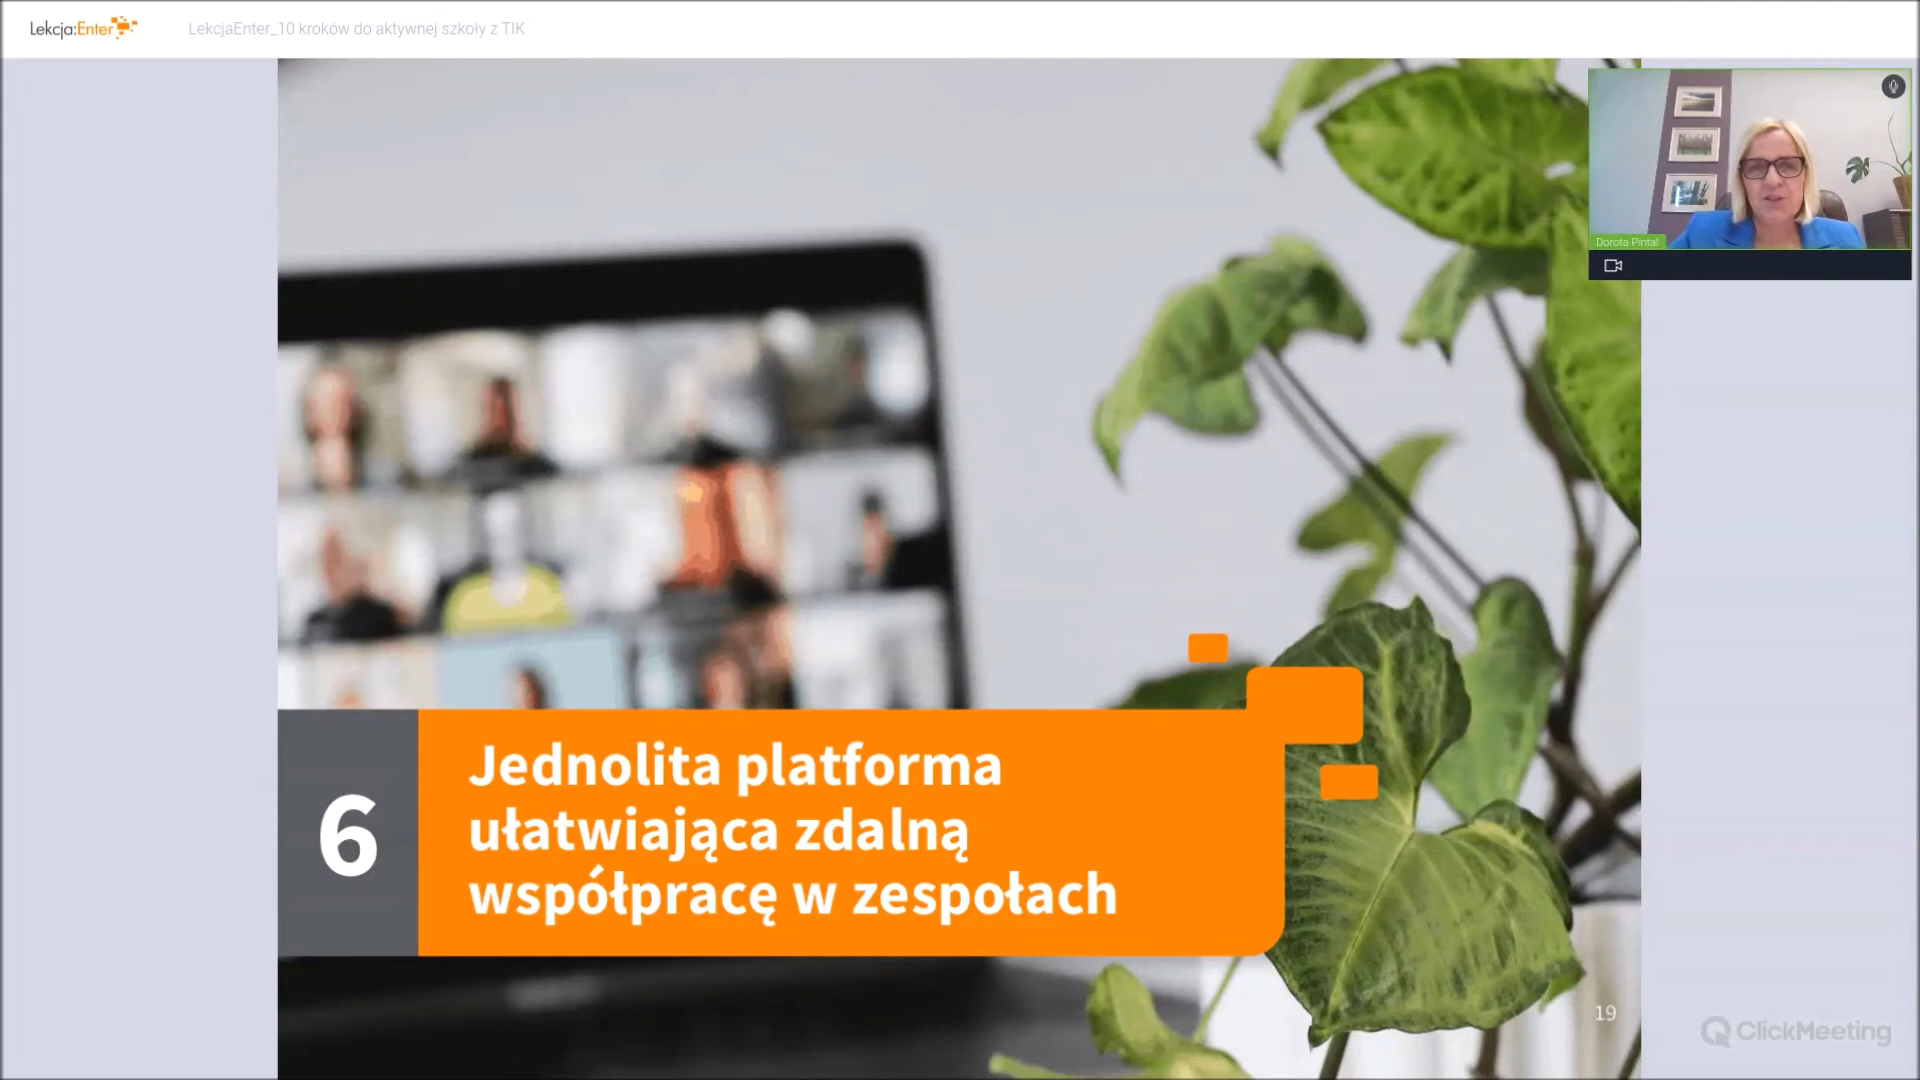 Lekcja:Enter
LekcjaEnter_10 kroków do aktywnej szkoły z TIK
Dorota Pintal
6
Jednolita platforma
ułatwiająca zdalną
współpracę w zespołach
19
ClickMeeting